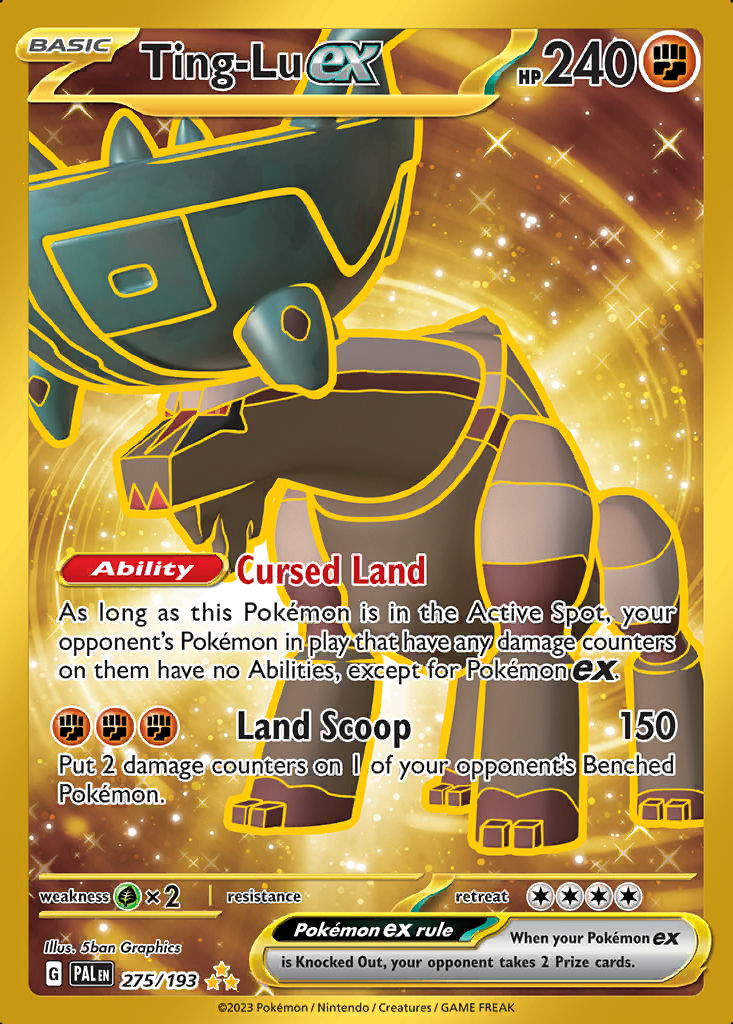 BASIC Ting-Lu ex HP 240
Ability Cursed Land
As long as this Pokémon is in the Active Spot, your
opponent's Pokémon in play that have any damage counters
on them have no Abilities, except for Pokémon ex.
Land Scoop 150
Put 2 damage counters on 1 of your opponent's Benched
Pokémon.
weakness ×2 resistance retreat
Pokémon ex rule
When your Pokémon ex
is Knocked Out, your opponent takes 2 Prize cards.
Illus. 5ban Graphics
G PAL EN 275/193
©2023 Pokémon / Nintendo / Creatures / GAME FREAK